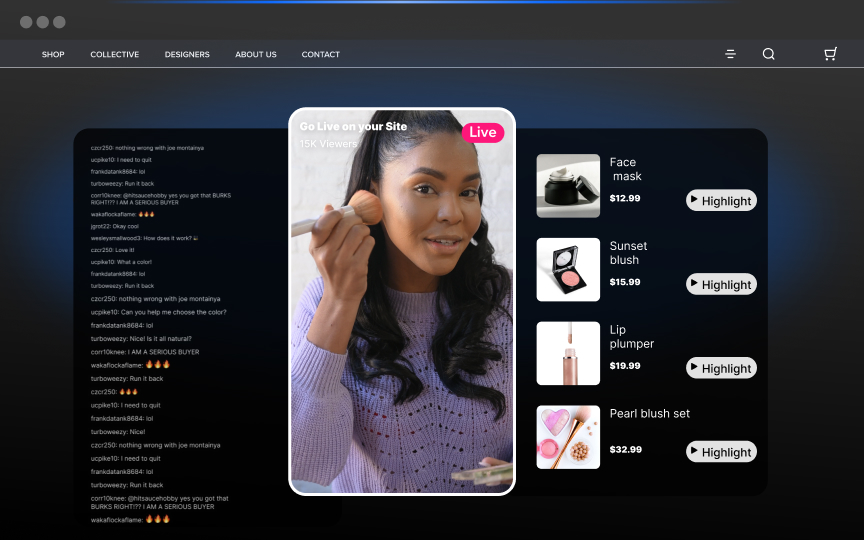 SHOP COLLECTIVE DESIGNERS ABOUT US CONTACT
czcr250: nothing wrong with joe montainya
ucpike10: I need to quit
frankdatank8684: lol
turboweezy: Run it back
corr10knee: @hitsaucehobby yes you got that BURKS
RIGHT!?? I AM A SERIOUS BUYER
wakaflockaflame: 🔥🔥🔥
jgrot22: Okay cool
wesleysmallwood3: How does it work?
czcr250: Love it!
ucpike10: What a color!
frankdatank8684: lol
turboweezy: Run it back
czcr250: nothing wrong with joe montainya
ucpike10: Can you help me choose the color?
frankdatank8684: lol
turboweezy: Nice! Is it all natural?
corr10knee: I AM A SERIOUS BUYER
wakaflockaflame: 🔥🔥🔥
turboweezy: Run it back
czcr250: 🔥🔥🔥
ucpike10: I need to quit
frankdatank8684: lol
turboweezy: Nice!
czcr250: nothing wrong with joe montainya
ucpike10: I need to quit
frankdatank8684: lol
turboweezy: Run it back
corr10knee: @hitsaucehobby yes you got that
BURKS RIGHT!?? I AM A SERIOUS BUYER
wakaflockaflame: 🔥🔥🔥
Go Live on your Site
Live
15K Viewers
Face
mask
$12.99
Highlight
Sunset
blush
$15.99
Highlight
Lip
plumper
$19.99
Highlight
Pearl blush set
$32.99
Highlight